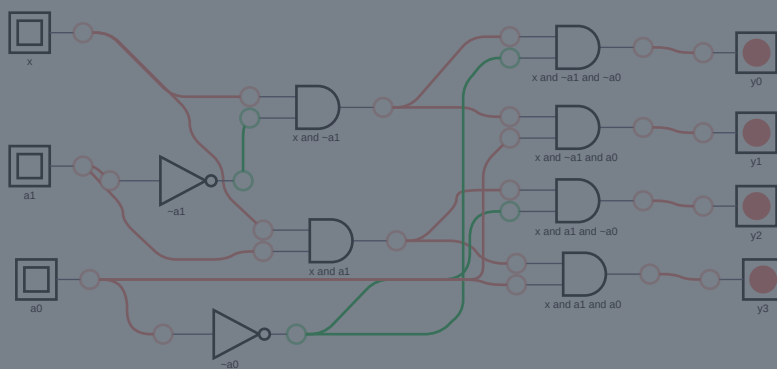 x
x and −a1 and −a0
y0
x and −a1
x and −a1 and a0
y1
a1
−a1
x and a1 and −a0
y2
x and a1
a0
x and a1 and a0
y3
−a0